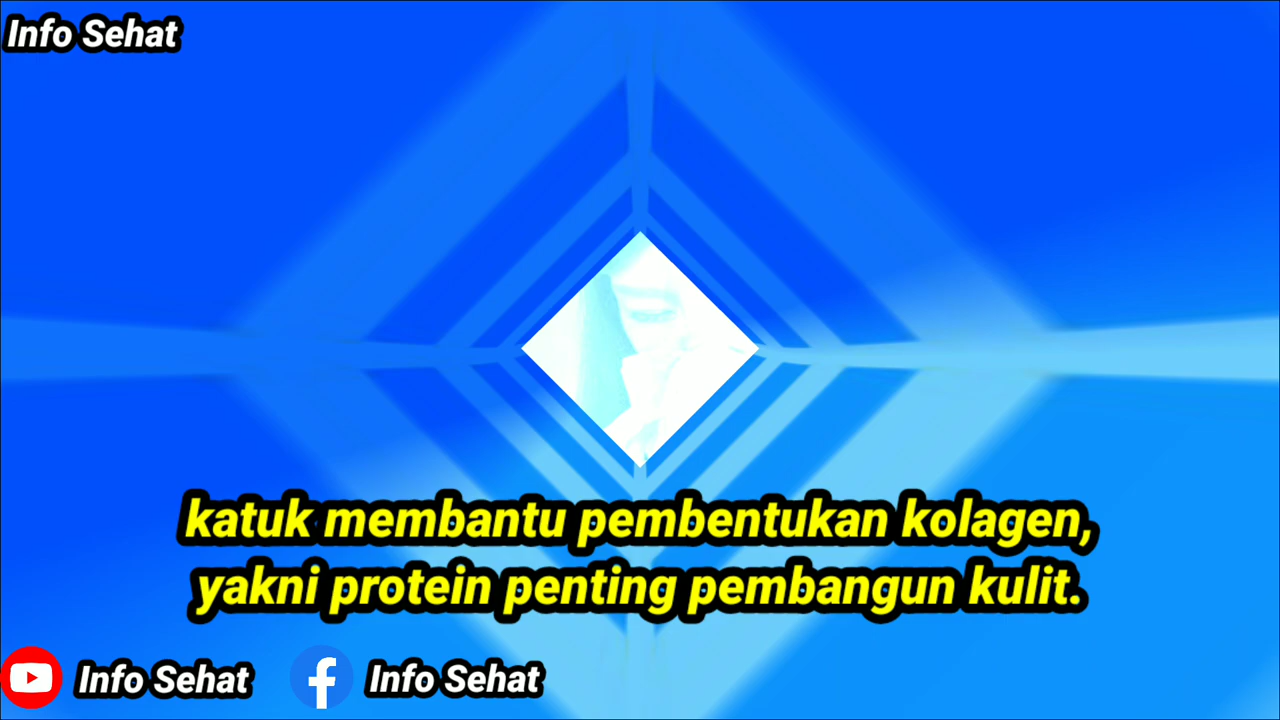 Info Sehat
katuk membantu pembentukan kolagen,
yakni protein penting pembangun kulit.
Info Sehat
Info Sehat